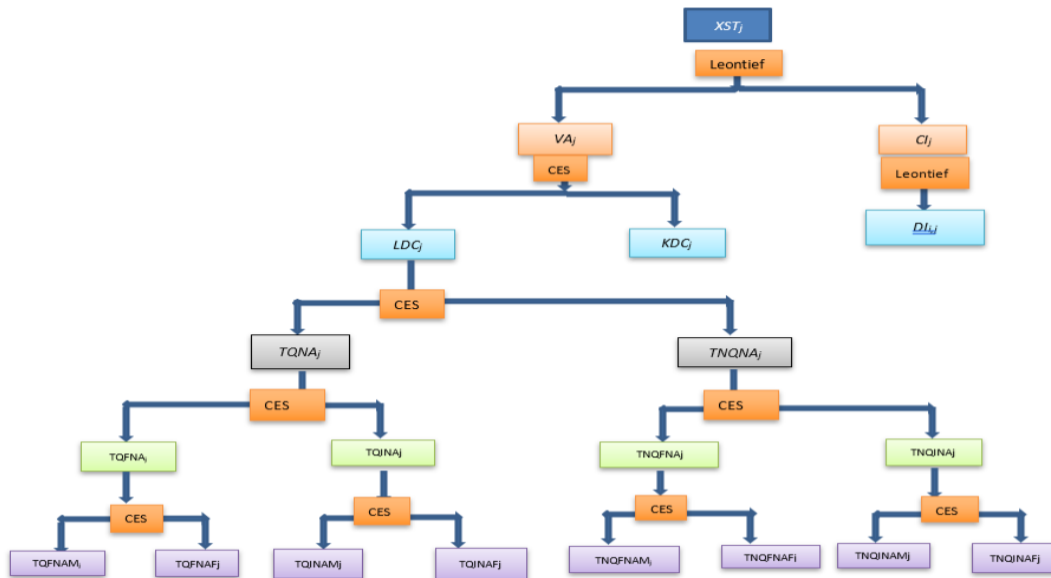 XSTj
Leontief
VAj
CIj
CES
Leontief
LDCj
KDCj
DIi,j
CES
TQNAj
TNQNAj
CES
CES
TQFNAj
TQINAj
TNQFNAj
TNQINAj
CES
CES
CES
CES
TQFNAMj
TQFNAFj
TQINAMj
TQINAFj
TNQFNAMj
TNQFNAFj
TNQINAMj
TNQINAFj